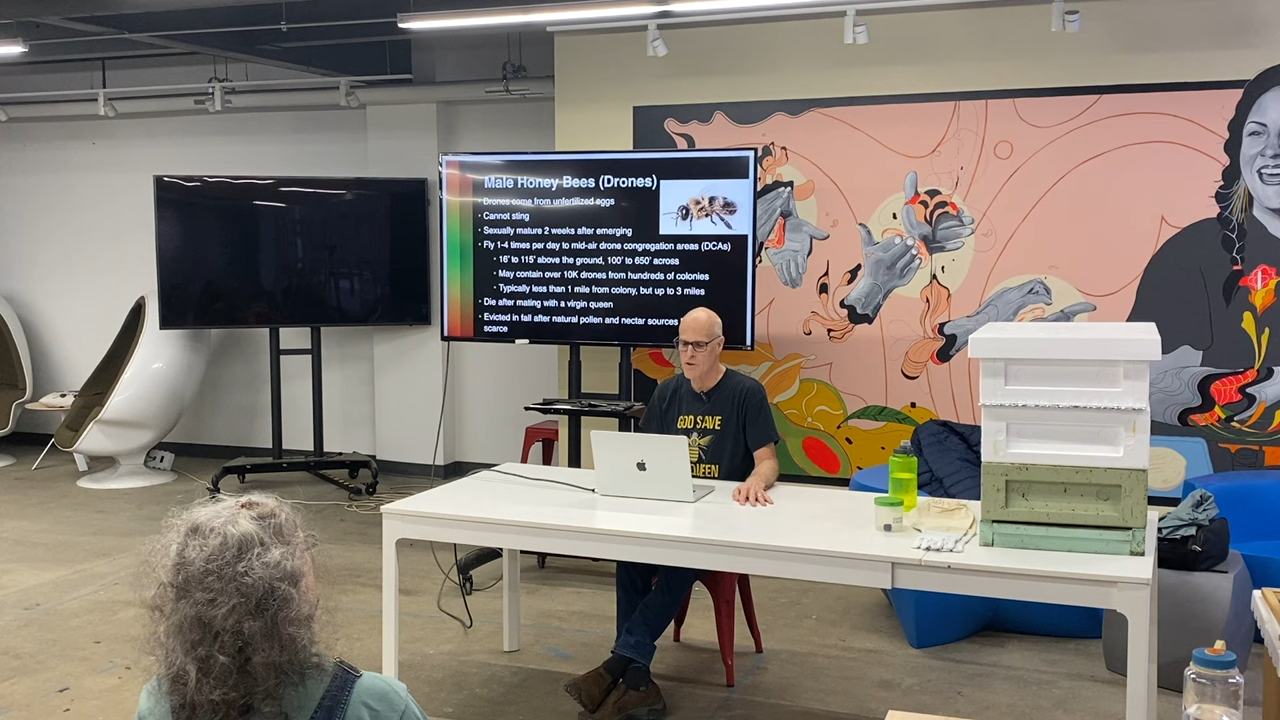 Male Honey Bees (Drones)
• Drones come from unfertilized eggs
• Cannot sting
• Sexually mature 2 weeks after emerging
• Fly 1-4 times per day to mid-air drone congregation areas (DCAs)
• 16' to 115' above the ground, 100' to 650' across
• May contain over 10K drones from hundreds of colonies
• Typically less than 1 mile from colony, but up to 3 miles
• Die after mating with a virgin queen
• Evicted in fall after natural pollen and nectar sources
scarce
GOD SAVE
QUEEN